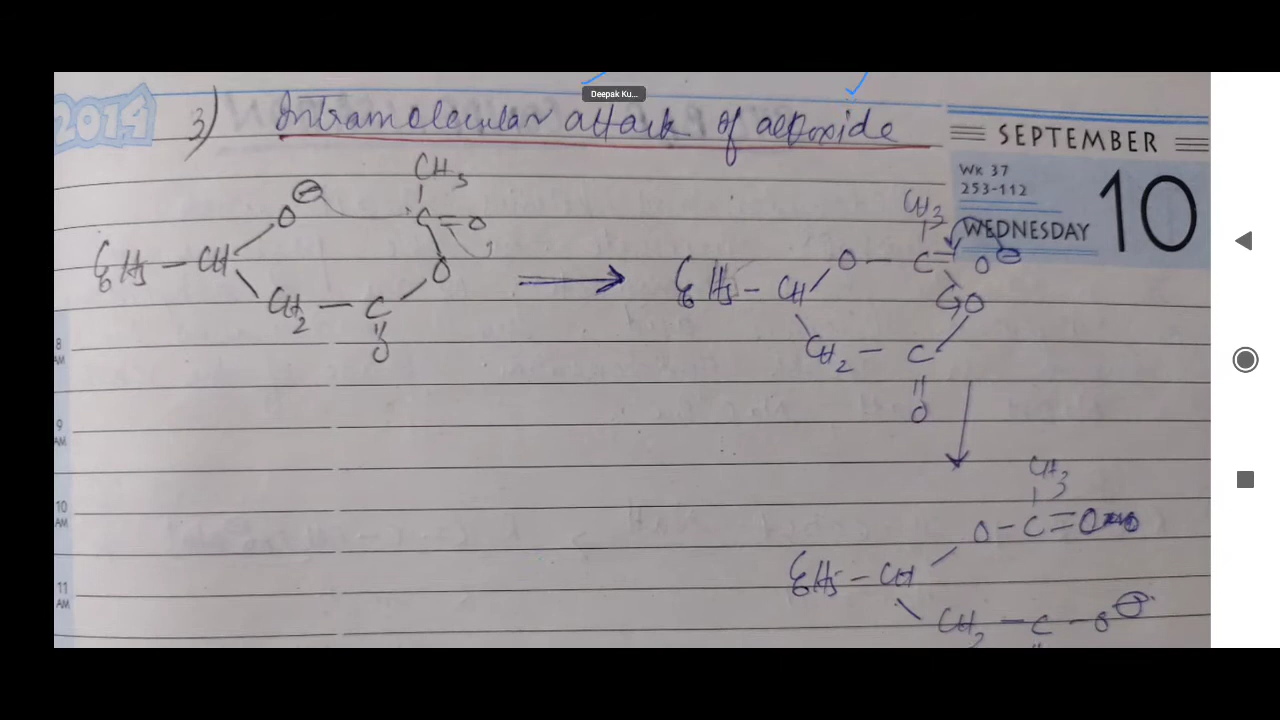 2014
3) Intramolecular attack of alkoxide
Deepak Ku...
SEPTEMBER
Wk 37
253-112
WEDNESDAY
10
CH3
O⊖
C=O
C6H5 — CH
O
CH2 — C
O
CH3
C6H5 — CH
O — C
O⊖
O
CH2 — C
O
8
AM
9
AM
10
AM
11
AM
CH3
O — C = O
C6H5 — CH
CH2 — C — O⊖